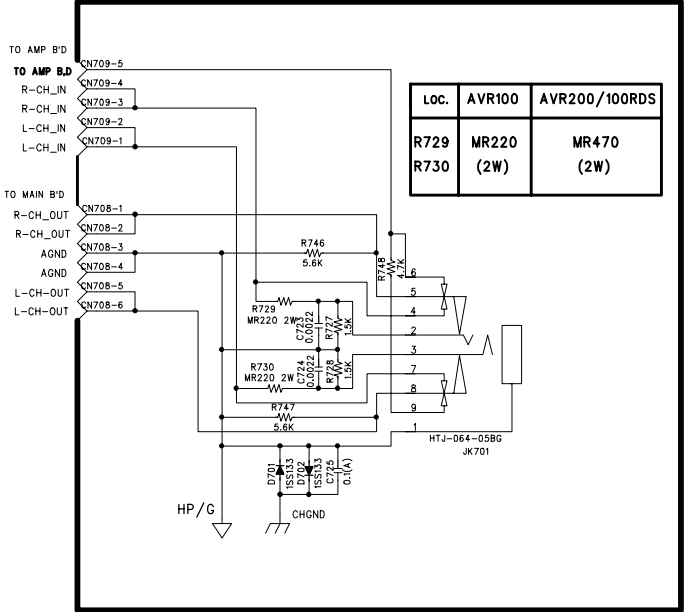 TO AMP B'D
TO AMP B,D
CN709-5
R-CH_IN
CN709-4
R-CH_IN
CN709-3
L-CH_IN
CN709-2
L-CH_IN
CN709-1
LOC. AVR100 AVR200/100RDS
R729 MR220 MR470
R730 (2W) (2W)
TO MAIN B'D
R-CH_OUT
CN708-1
R-CH_OUT
CN708-2
AGND
CN708-3
AGND
CN708-4
L-CH-OUT
CN708-5
L-CH-OUT
CN708-6
R746
5.6K
R748
4.7K
6
5
4
2
3
7
8
9
1
R729
MR220 2W
C723
0.0022
R727
1.5K
R730
MR220 2W
C724
0.0022
R728
1.5K
R747
5.6K
HTJ-064-05BG
JK701
D701
1SS133
D702
1SS133
C725
0.1(A)
HP/G
CHGND